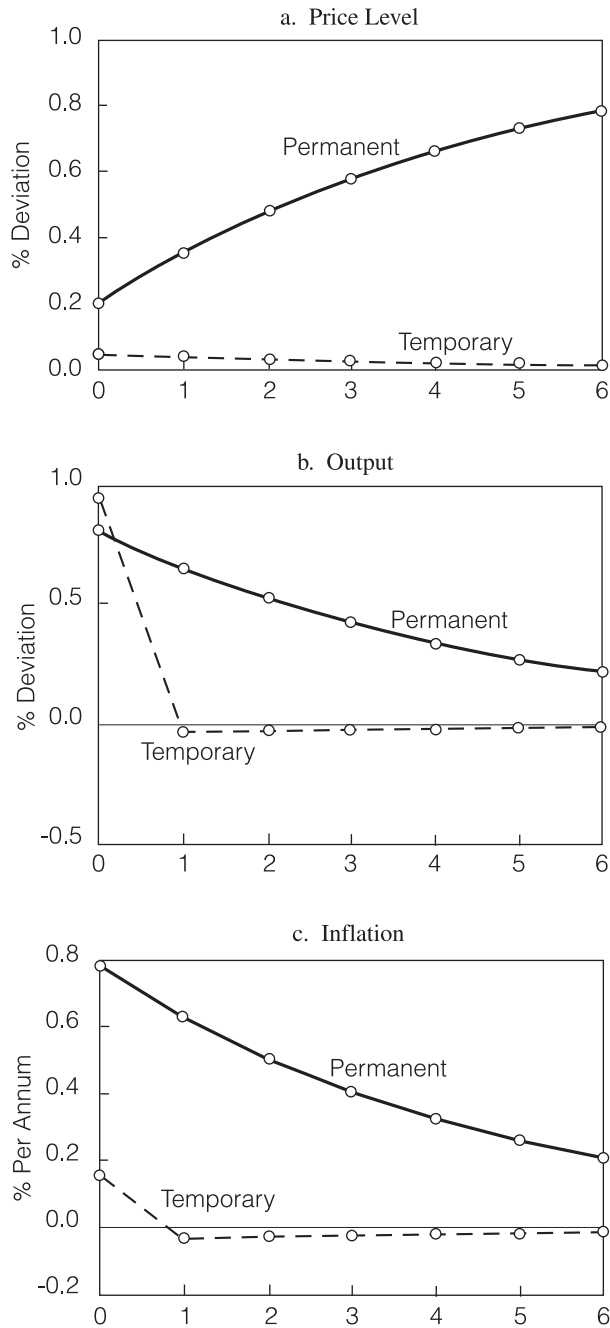 a. Price Level
1.0
0.8
0.6
0.4
0.2
0.0
% Deviation
Permanent
Temporary
0 1 2 3 4 5 6
b. Output
1.0
0.5
0.0
-0.5
% Deviation
Permanent
Temporary
0 1 2 3 4 5 6
c. Inflation
0.8
0.6
0.4
0.2
0.0
-0.2
% Per Annum
Permanent
Temporary
0 1 2 3 4 5 6